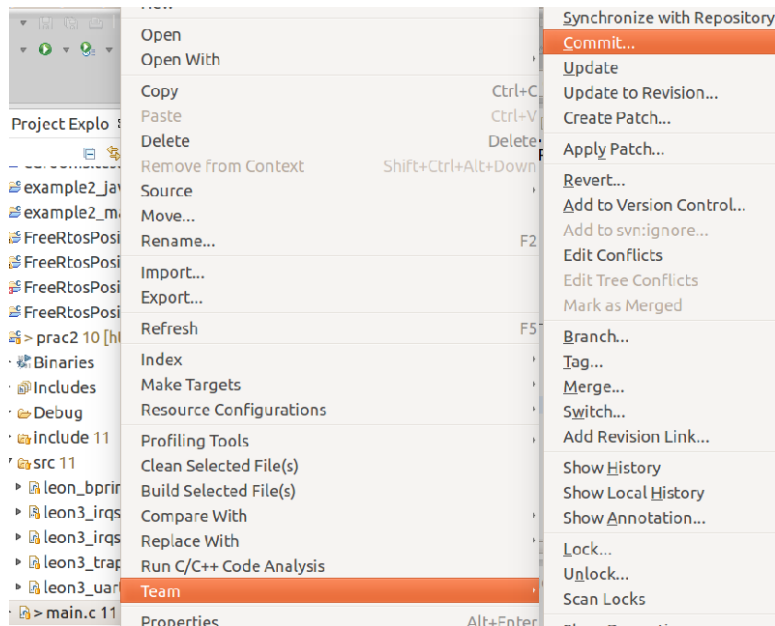 Project Explo
example2_jav
example2_ma
FreeRtosPosi
FreeRtosPosi
FreeRtosPosi
FreeRtosPosi
> prac2 10 [ht
Binaries
Includes
Debug
include 11
src 11
leon_bprin
leon3_irqs
leon3_irqs
leon3_trap
leon3_uar
> main.c 11
Open
Open With
Copy Ctrl+C
Paste Ctrl+V
Delete Delete
Remove from Context Shift+Ctrl+Alt+Down
Source
Move...
Rename... F2
Import...
Export...
Refresh F5
Index
Make Targets
Resource Configurations
Profiling Tools
Clean Selected File(s)
Build Selected File(s)
Compare With
Replace With
Run C/C++ Code Analysis
Team
Properties Alt+Enter
Synchronize with Repository
Commit...
Update
Update to Revision...
Create Patch...
Apply Patch...
Revert...
Add to Version Control...
Add to svn:ignore...
Edit Conflicts
Edit Tree Conflicts
Mark as Merged
Branch...
Tag...
Merge...
Switch...
Add Revision Link...
Show History
Show Local History
Show Annotation...
Lock...
Unlock...
Scan Locks